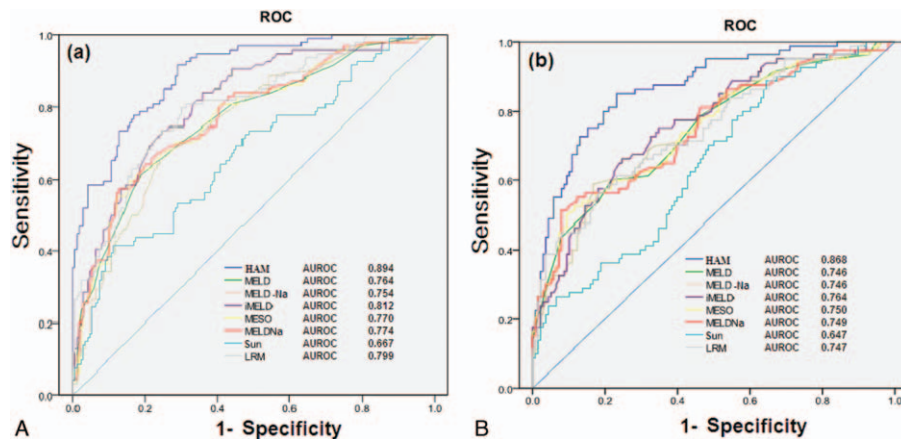 ROC
(a)
1.0
0.8
0.6
0.4
0.2
0.0
Sensitivity
HAM AUROC 0.894
MELD AUROC 0.764
MELD -Na AUROC 0.754
iMELD AUROC 0.812
MESO AUROC 0.770
MELDNa AUROC 0.774
Sun AUROC 0.667
LRM AUROC 0.799
0.0 0.2 0.4 0.6 0.8 1.0
1- Specificity
A
ROC
(b)
1.0
0.8
0.6
0.4
0.2
0.0
Sensitivity
HAM AUROC 0.868
MELD AUROC 0.746
MELD -Na AUROC 0.746
iMELD AUROC 0.764
MESO AUROC 0.750
MELDNa AUROC 0.749
Sun AUROC 0.647
LRM AUROC 0.747
0.0 0.2 0.4 0.6 0.8 1.0
1- Specificity
B